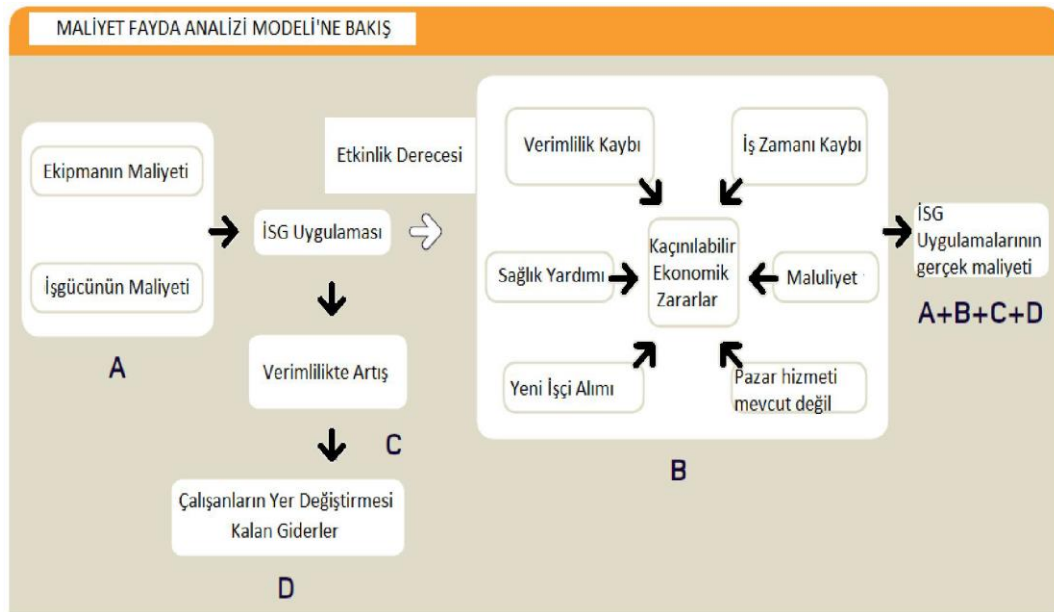 MALİYET FAYDA ANALİZİ MODELİ'NE BAKIŞ
Ekipmanın Maliyeti
İşgücünün Maliyeti
A
İSG Uygulaması
Etkinlik Derecesi
Verimlilikte Artış
C
Çalışanların Yer Değiştirmesi
Kalan Giderler
D
Verimlilik Kaybı
İş Zamanı Kaybı
Sağlık Yardımı
Kaçınılabilir
Ekonomik
Zararlar
Maluliyet
Yeni İşçi Alımı
Pazar hizmeti
mevcut değil
B
İSG
Uygulamalarının
gerçek maliyeti
A+B+C+D